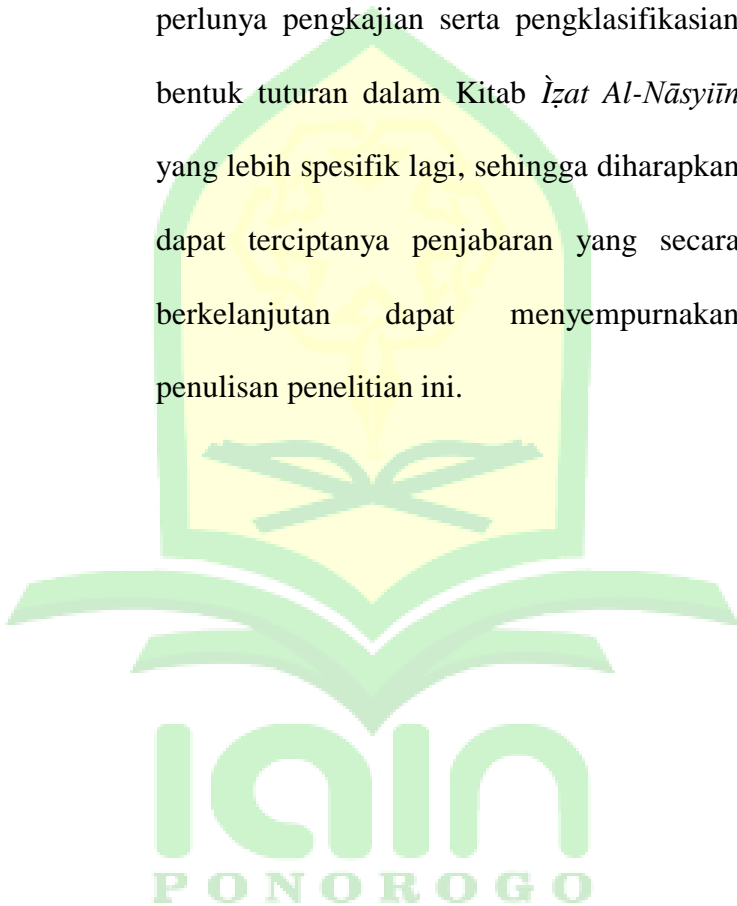 perlunya pengkajian serta pengklasifikasian
bentuk tuturan dalam Kitab Ìẓat Al-Nāsyiīn
yang lebih spesifik lagi, sehingga diharapkan
dapat terciptanya penjabaran yang secara
berkelanjutan dapat menyempurnakan
penulisan penelitian ini.
iain
PONOROGO